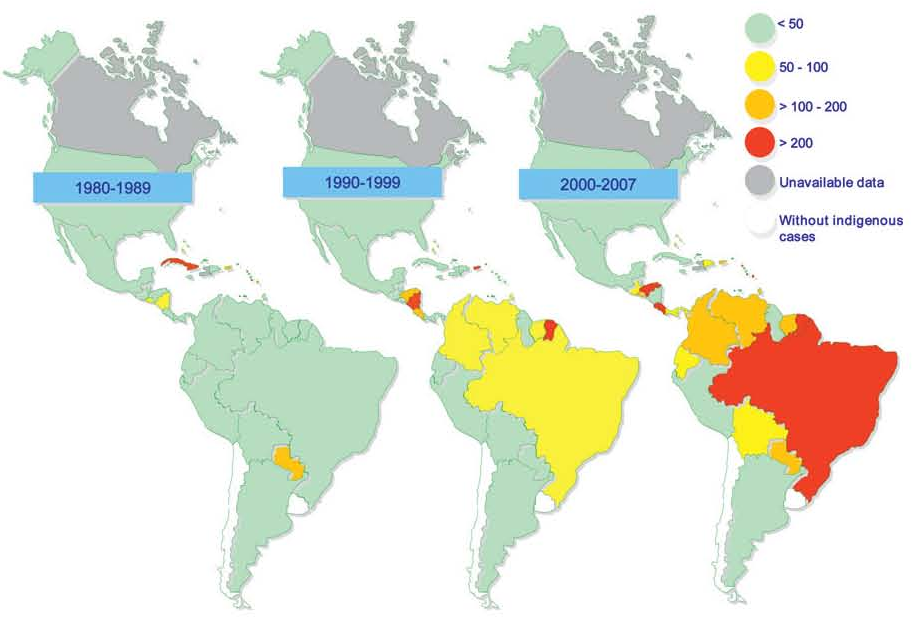 < 50
50 - 100
> 100 - 200
> 200
Unavailable data
Without indigenous
cases
1980-1989
1990-1999
2000-2007